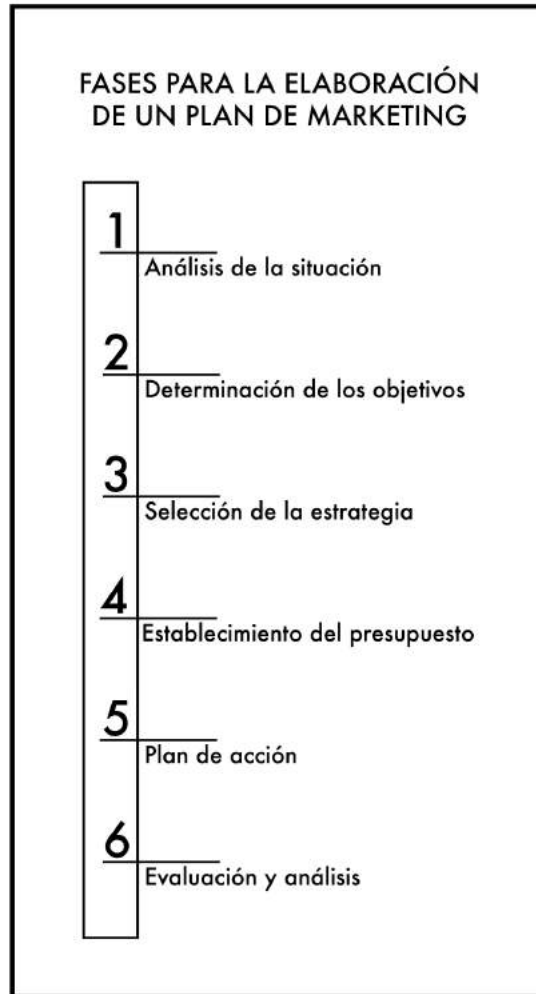 FASES PARA LA ELABORACIÓN
DE UN PLAN DE MARKETING
1
Análisis de la situación
2
Determinación de los objetivos
3
Selección de la estrategia
4
Establecimiento del presupuesto
5
Plan de acción
6
Evaluación y análisis